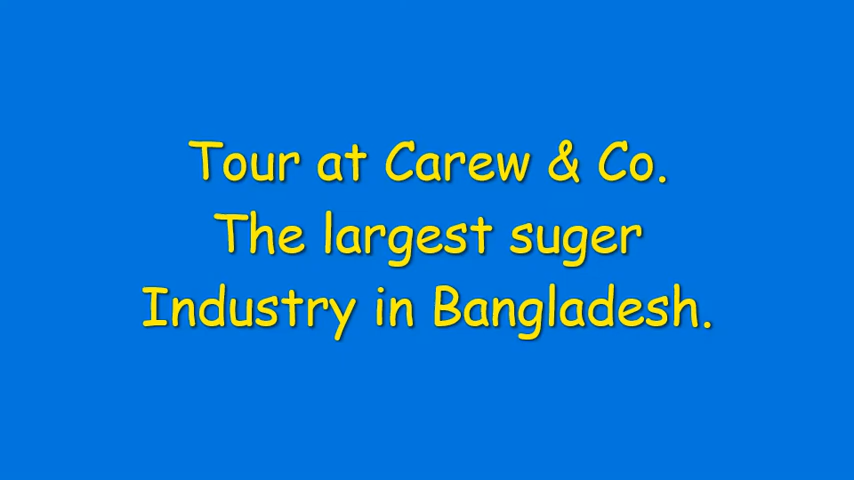 Tour at Carew & Co.
The largest suger
Industry in Bangladesh.